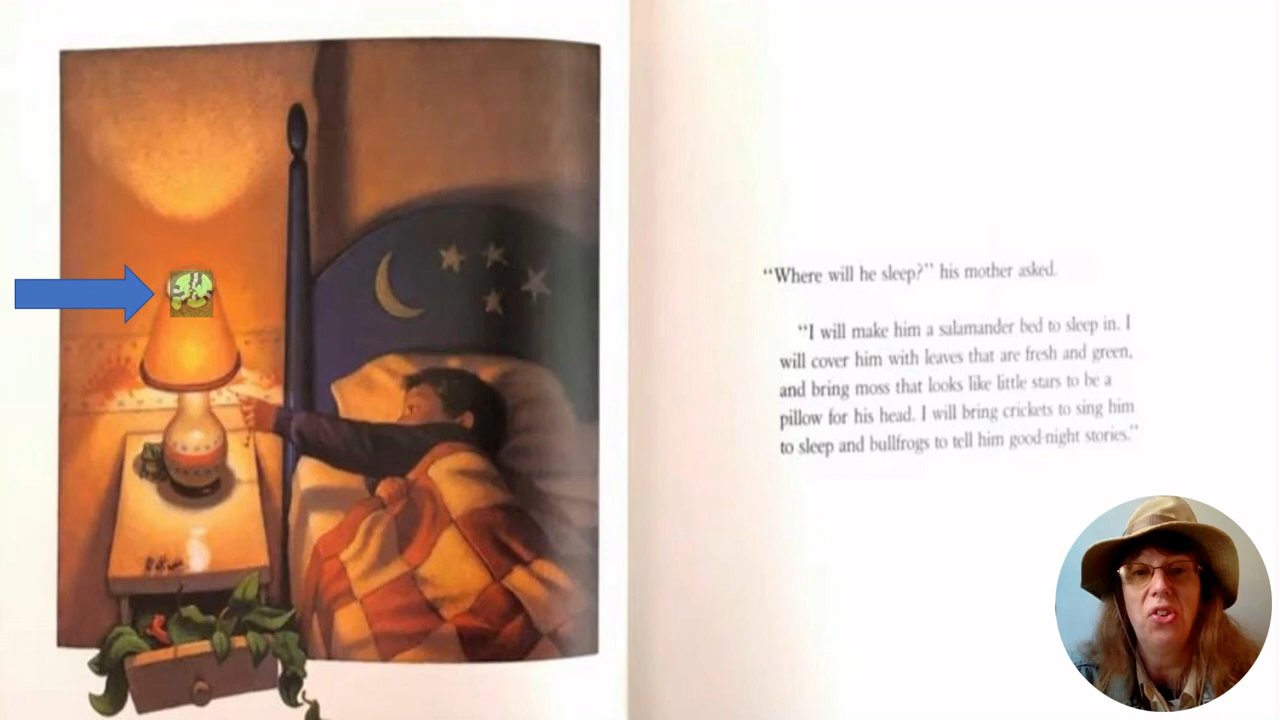 “Where will he sleep?” his mother asked.
“I will make him a salamander bed to sleep in. I
will cover him with leaves that are fresh and green,
and bring moss that looks like little stars to be a
pillow for his head. I will bring crickets to sing him
to sleep and bullfrogs to tell him good-night stories.”